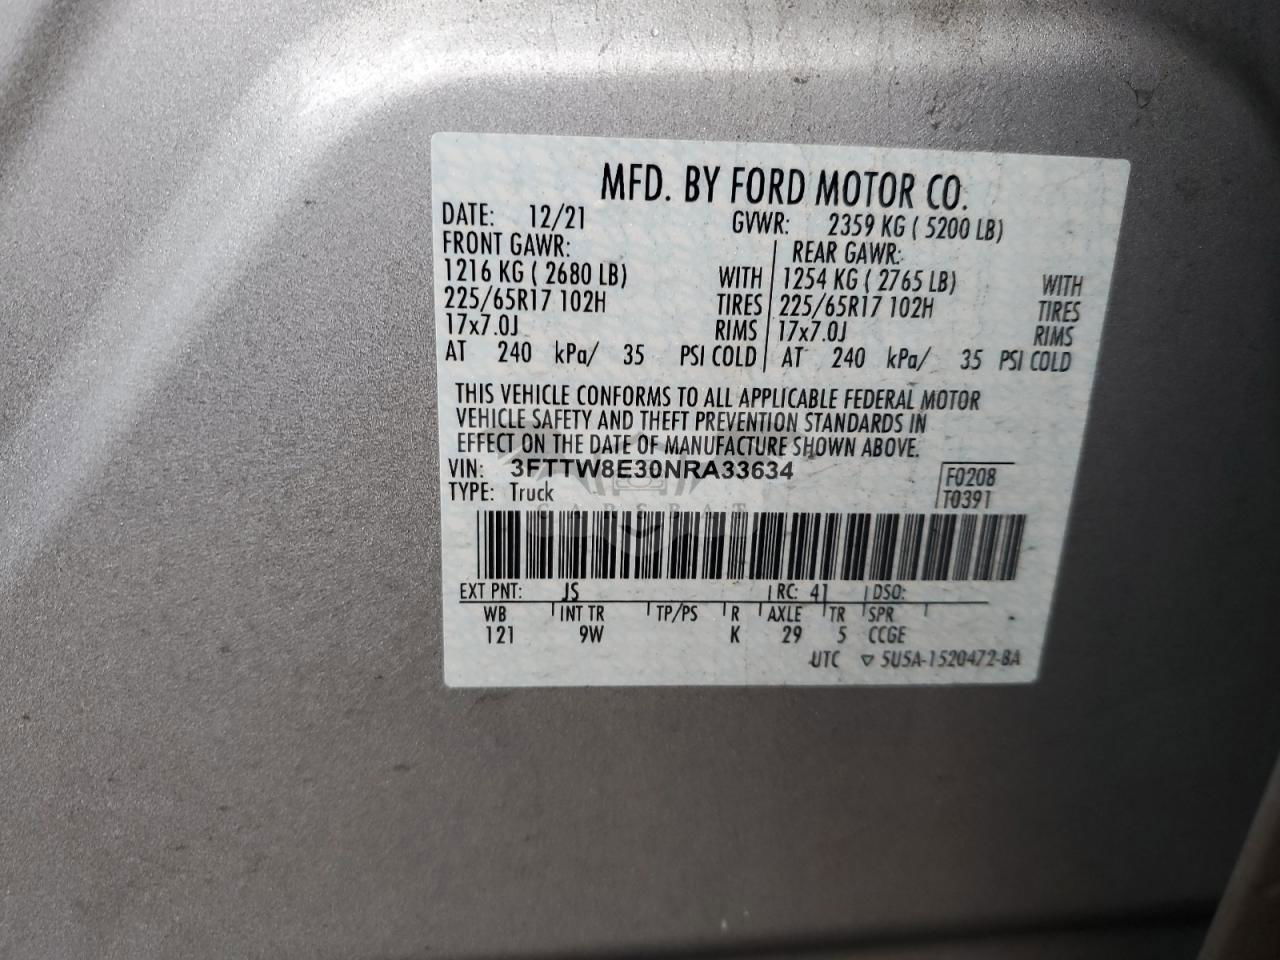 MFD. BY FORD MOTOR CO.
DATE: 12/21 GVWR: 2359 KG ( 5200 LB)
FRONT GAWR: REAR GAWR:
1216 KG ( 2680 LB) WITH 1254 KG ( 2765 LB) WITH
225/65R17 102H TIRES 225/65R17 102H TIRES
17x7.0J RIMS 17x7.0J RIMS
AT 240 kPa/ 35 PSI COLD AT 240 kPa/ 35 PSI COLD
THIS VEHICLE CONFORMS TO ALL APPLICABLE FEDERAL MOTOR
VEHICLE SAFETY AND THEFT PREVENTION STANDARDS IN
EFFECT ON THE DATE OF MANUFACTURE SHOWN ABOVE.
VIN: 3FTTW8E30NRA33634 F0208
TYPE: Truck T0391
EXT PNT: JS RC: 41 DSO:
WB INT TR TP/PS R AXLE TR SPR
121 9W K 29 5 CCGE
UTC 5U5A-1520472-BA